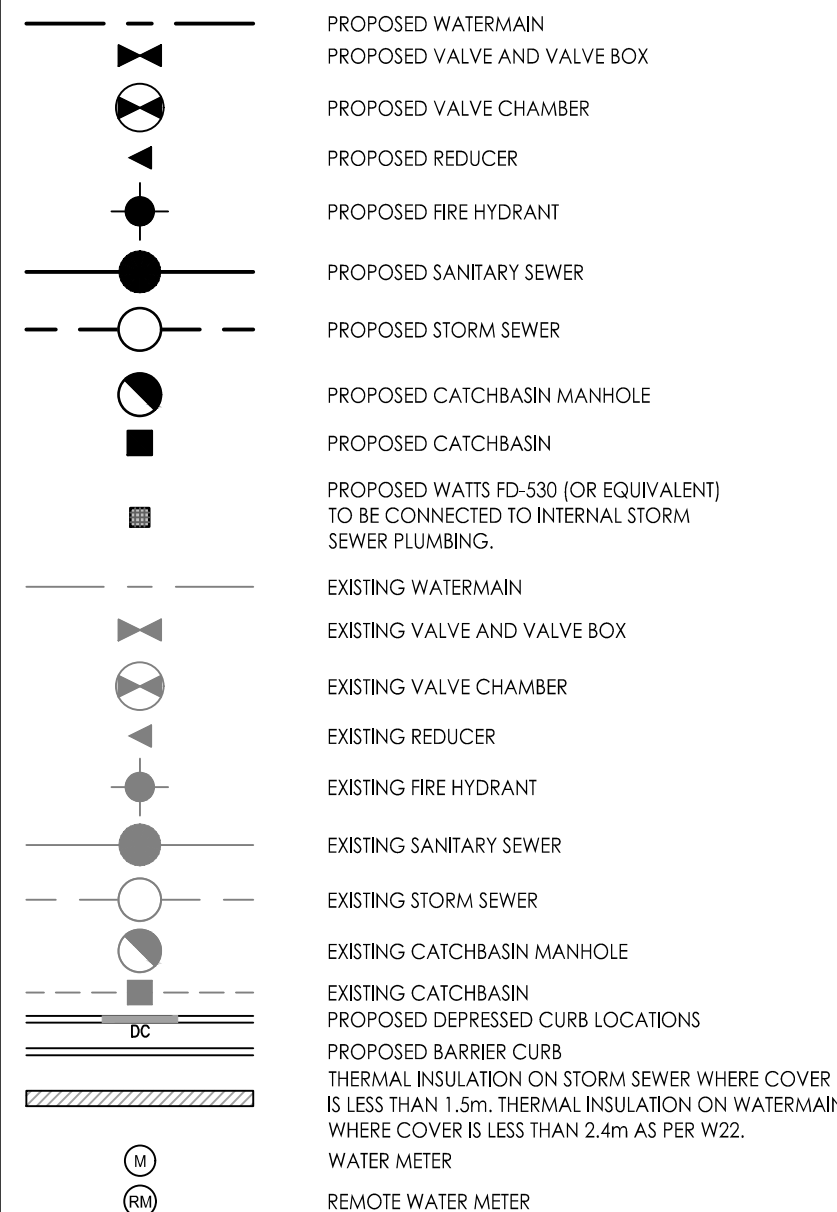 PROPOSED WATERMAIN
PROPOSED VALVE AND VALVE BOX
PROPOSED VALVE CHAMBER
PROPOSED REDUCER
PROPOSED FIRE HYDRANT
PROPOSED SANITARY SEWER
PROPOSED STORM SEWER
PROPOSED CATCHBASIN MANHOLE
PROPOSED CATCHBASIN
PROPOSED WATTS FD-530 (OR EQUIVALENT)
TO BE CONNECTED TO INTERNAL STORM
SEWER PLUMBING.
EXISTING WATERMAIN
EXISTING VALVE AND VALVE BOX
EXISTING VALVE CHAMBER
EXISTING REDUCER
EXISTING FIRE HYDRANT
EXISTING SANITARY SEWER
EXISTING STORM SEWER
EXISTING CATCHBASIN MANHOLE
EXISTING CATCHBASIN
DC PROPOSED DEPRESSED CURB LOCATIONS
PROPOSED BARRIER CURB
THERMAL INSULATION ON STORM SEWER WHERE COVER
IS LESS THAN 1.5m. THERMAL INSULATION ON WATERMAIN
WHERE COVER IS LESS THAN 2.4m AS PER W22.
M WATER METER
RM REMOTE WATER METER